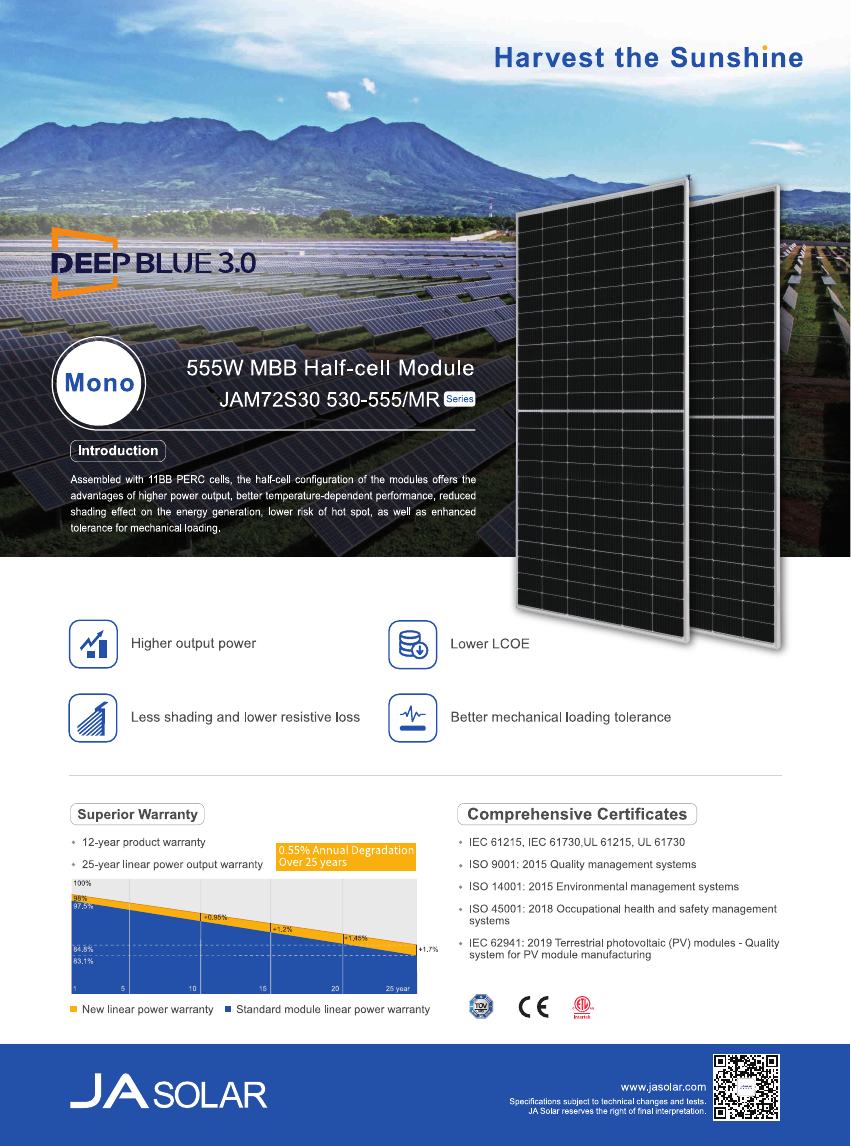 Harvest the Sunshine
DEEP BLUE 3.0
Mono
555W MBB Half-cell Module
JAM72S30 530-555/MR Series
Introduction
Assembled with 11BB PERC cells, the half-cell configuration of the modules offers the
advantages of higher power output, better temperature-dependent performance, reduced
shading effect on the energy generation, lower risk of hot spot, as well as enhanced
tolerance for mechanical loading.
Higher output power
Lower LCOE
Less shading and lower resistive loss
Better mechanical loading tolerance
Superior Warranty
12-year product warranty
25-year linear power output warranty
0.55% Annual Degradation
Over 25 years
100%
98%
97.5%
+0.95%
+1.2%
+1.45%
+1.7%
84.8%
83.1%
1 5 10 15 20 25 year
New linear power warranty
Standard module linear power warranty
Comprehensive Certificates
IEC 61215, IEC 61730,UL 61215, UL 61730
ISO 9001: 2015 Quality management systems
ISO 14001: 2015 Environmental management systems
ISO 45001: 2018 Occupational health and safety management
systems
IEC 62941: 2019 Terrestrial photovoltaic (PV) modules - Quality
system for PV module manufacturing
TÜV
CE
ETL
Intertek
JA SOLAR
www.jasolar.com
Specifications subject to technical changes and tests.
JA Solar reserves the right of final interpretation.